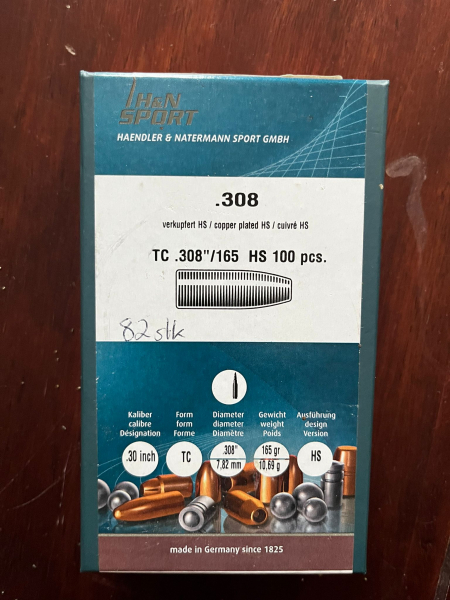 H&N
SPORT
HAENDLER & NATERMANN SPORT GMBH
.308
verkupfert HS / copper plated HS / cuivré HS
TC .308"/165 HS 100 pcs.
82 stk
Kaliber Form Diameter Gewicht Ausführung
calibre form diameter weight design
Désignation Forme Diamètre Poids Version
.30 inch TC .308" 165 gr HS
7,82 mm 10,69 g
made in Germany since 1825